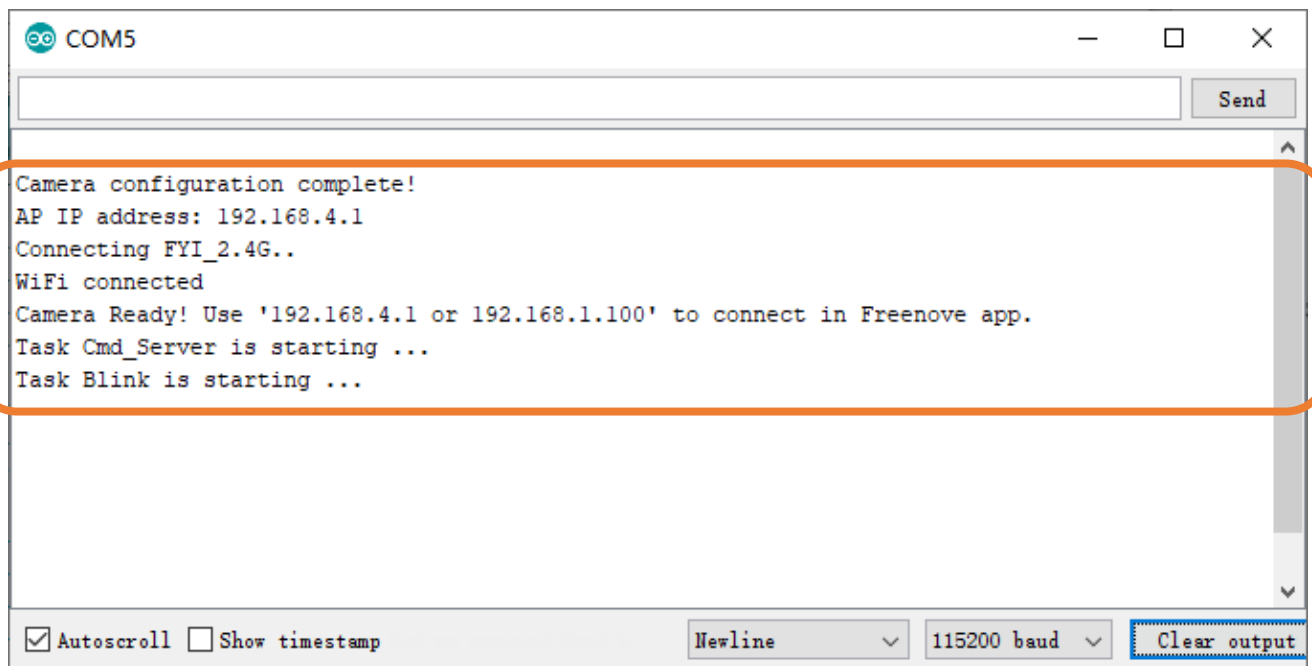 COM5
Send
Camera configuration complete!
AP IP address: 192.168.4.1
Connecting FYI_2.4G..
WiFi connected
Camera Ready! Use '192.168.4.1 or 192.168.1.100' to connect in Freenove app.
Task Cmd_Server is starting ...
Task Blink is starting ...
Autoscroll Show timestamp Newline 115200 baud Clear output